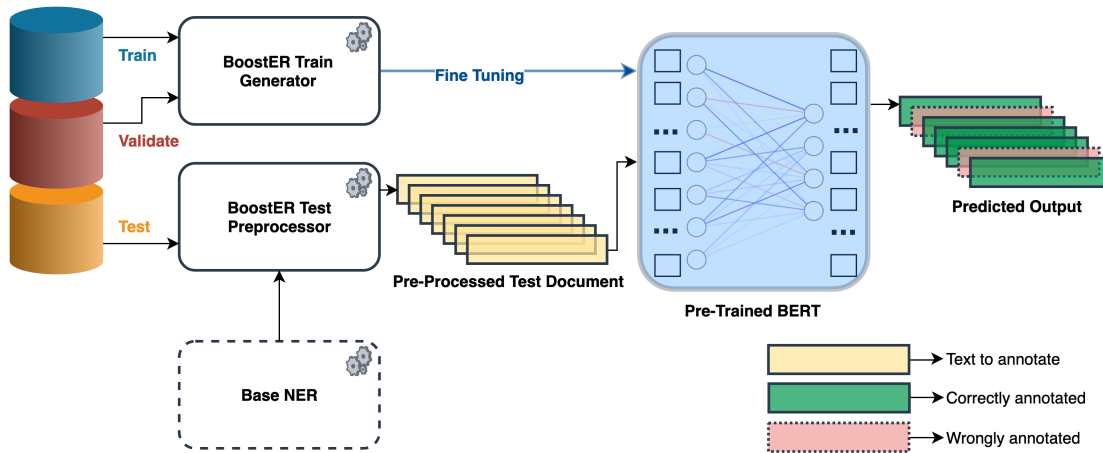 Train
BoostER Train
Generator
Fine Tuning
Validate
Test
BoostER Test
Preprocessor
Pre-Processed Test Document
Predicted Output
Pre-Trained BERT
Base NER
Text to annotate
Correctly annotated
Wrongly annotated